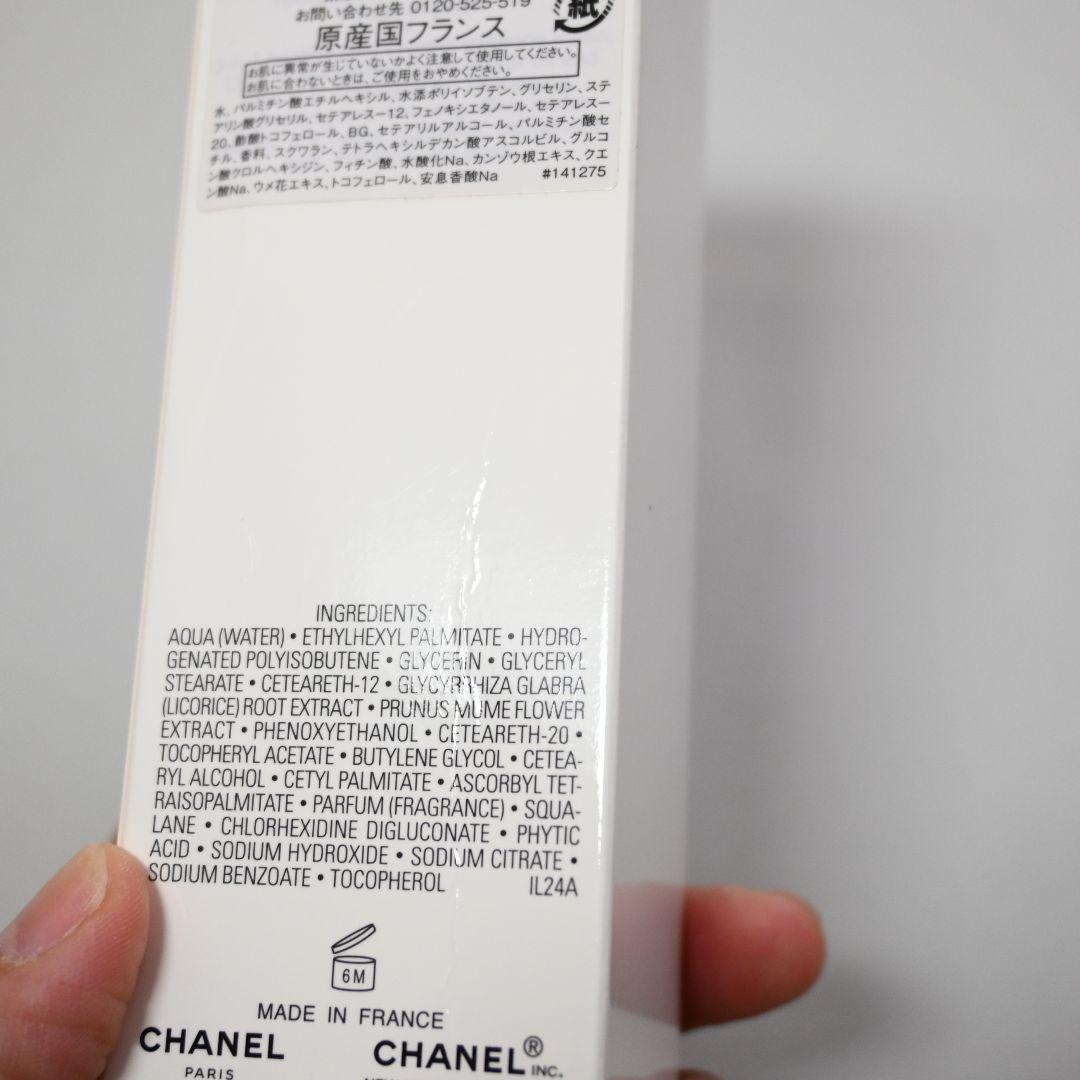 お問い合わせ先 0120-525-519
紙
原産国フランス
お肌に異常が生じていないかよく注意して使用してください。
お肌に合わないときは、ご使用をおやめください。
水、パルミチン酸エチルヘキシル、水添ポリイソブテン、グリセリン、ステ
アリン酸グリセリル、セテアレス－12、フェノキシエタノール、セテアレス－
20、酢酸トコフェロール、BG、セテアリルアルコール、パルミチン酸セ
チル、香料、スクワラン、テトラヘキシルデカン酸アスコルビル、グルコ
ン酸クロルヘキシジン、フィチン酸、水酸化Na、カンゾウ根エキス、クエ
ン酸Na、ウメ花エキス、トコフェロール、安息香酸Na #141275
INGREDIENTS:
AQUA (WATER) • ETHYLHEXYL PALMITATE • HYDRO-
GENATED POLYISOBUTENE • GLYCERIN • GLYCERYL
STEARATE • CETEARETH-12 • GLYCYRRHIZA GLABRA
(LICORICE) ROOT EXTRACT • PRUNUS MUME FLOWER
EXTRACT • PHENOXYETHANOL • CETEARETH-20 •
TOCOPHERYL ACETATE • BUTYLENE GLYCOL • CETEA-
RYL ALCOHOL • CETYL PALMITATE • ASCORBYL TET-
RAISOPALMITATE • PARFUM (FRAGRANCE) • SQUA-
LANE • CHLORHEXIDINE DIGLUCONATE • PHYTIC
ACID • SODIUM HYDROXIDE • SODIUM CITRATE •
SODIUM BENZOATE • TOCOPHEROL IL24A
6M
MADE IN FRANCE
CHANEL CHANEL®
PARIS INC.